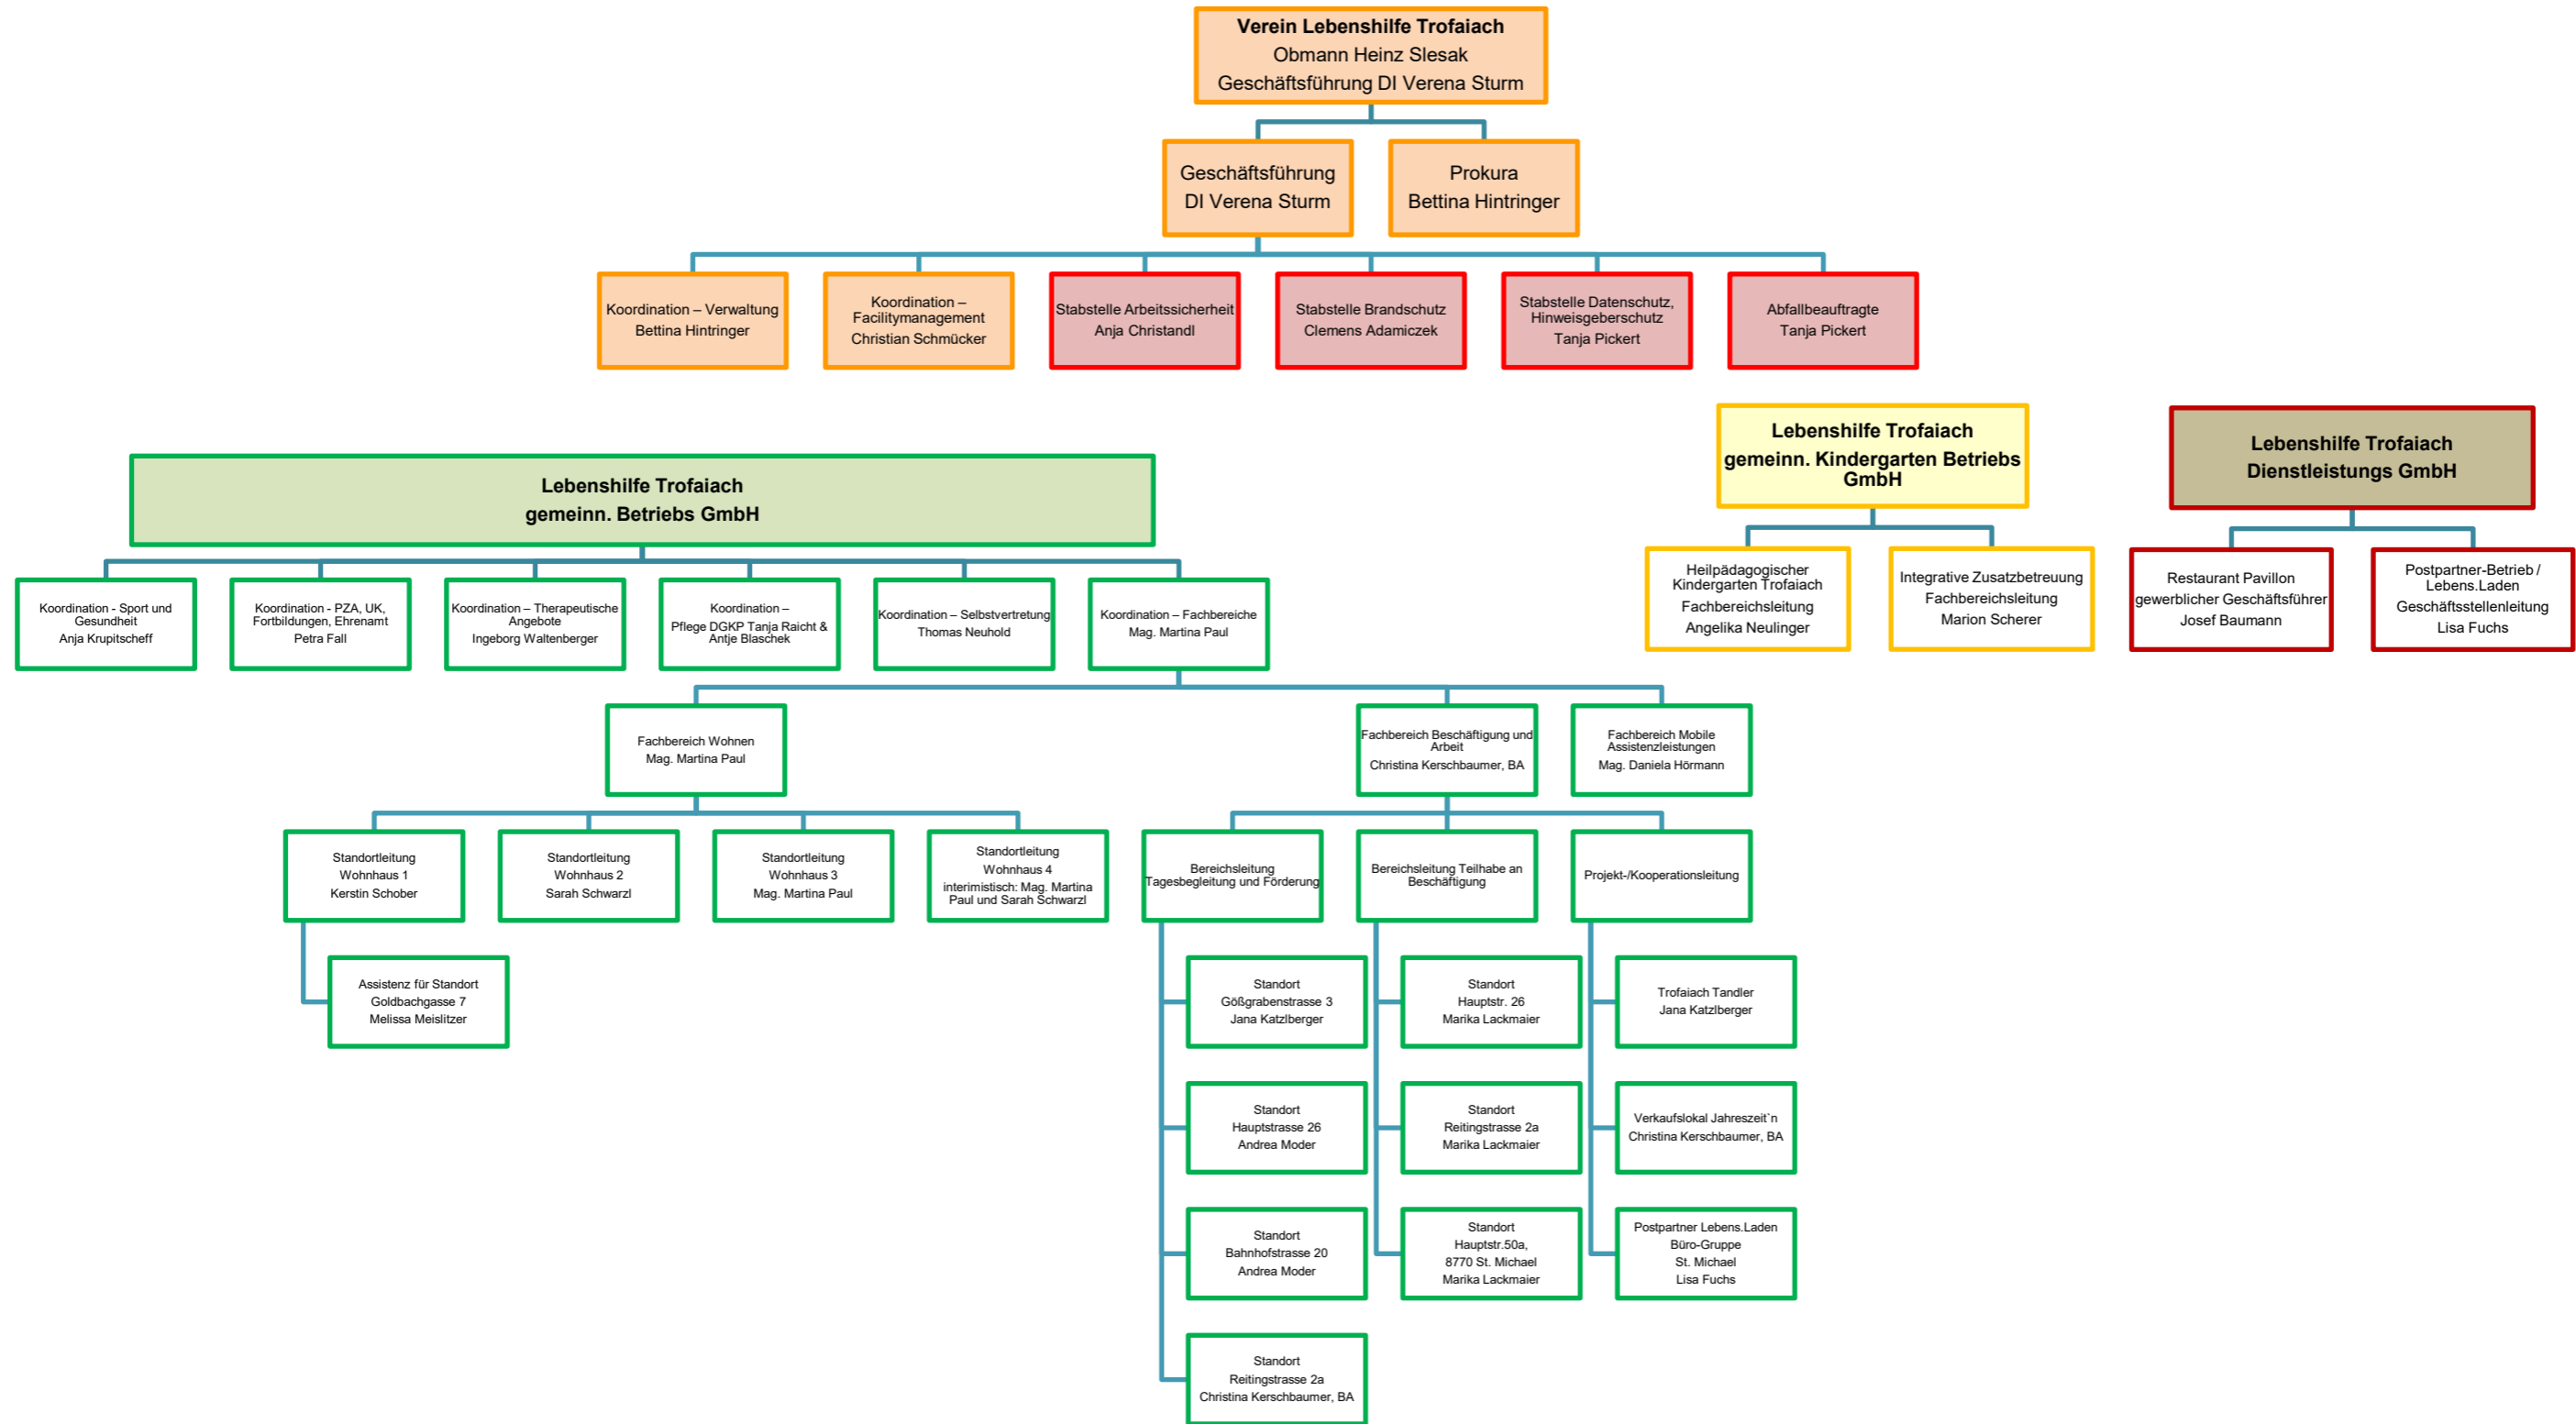 Verein Lebenshilfe Trofaiach
Obmann Heinz Slesak
Geschäftsführung DI Verena Sturm
Geschäftsführung
DI Verena Sturm
Prokura
Bettina Hintringer
Koordination – Verwaltung
Bettina Hintringer
Koordination –
Facilitymanagement
Christian Schmücker
Stabstelle Arbeitssicherheit
Anja Christandl
Stabstelle Brandschutz
Clemens Adamiczek
Stabstelle Datenschutz,
Hinweisgeberschutz
Tanja Pickert
Abfallbeauftragte
Tanja Pickert
Lebenshilfe Trofaiach
gemeinn. Betriebs GmbH
Koordination - Sport und
Gesundheit
Anja Krupitscheff
Koordination - PZA, UK,
Fortbildungen, Ehrenamt
Petra Fall
Koordination – Therapeutische
Angebote
Ingeborg Waltenberger
Koordination –
Pflege DGKP Tanja Raicht &
Antje Blaschek
Koordination – Selbstvertretung
Thomas Neuhold
Koordination – Fachbereiche
Mag. Martina Paul
Fachbereich Wohnen
Mag. Martina Paul
Fachbereich Beschäftigung und
Arbeit
Christina Kerschbaumer, BA
Fachbereich Mobile
Assistenzleistungen
Mag. Daniela Hörmann
Standortleitung
Wohnhaus 1
Kerstin Schober
Standortleitung
Wohnhaus 2
Sarah Schwarzl
Standortleitung
Wohnhaus 3
Mag. Martina Paul
Standortleitung
Wohnhaus 4
interimistisch: Mag. Martina
Paul und Sarah Schwarzl
Assistenz für Standort
Goldbachgasse 7
Melissa Meislitzer
Bereichsleitung
Tagesbegleitung und Förderung
Bereichsleitung Teilhabe an
Beschäftigung
Projekt-/Kooperationsleitung
Standort
Gößgrabenstrasse 3
Jana Katzlberger
Standort
Hauptstrasse 26
Andrea Moder
Standort
Bahnhofstrasse 20
Andrea Moder
Standort
Reitingstrasse 2a
Christina Kerschbaumer, BA
Standort
Hauptstr. 26
Marika Lackmaier
Standort
Reitingstrasse 2a
Marika Lackmaier
Standort
Hauptstr.50a,
8770 St. Michael
Marika Lackmaier
Trofaiach Tandler
Jana Katzlberger
Verkaufslokal Jahreszeit`n
Christina Kerschbaumer, BA
Postpartner Lebens.Laden
Büro-Gruppe
St. Michael
Lisa Fuchs
Lebenshilfe Trofaiach
gemeinn. Kindergarten Betriebs
GmbH
Heilpädagogischer
Kindergarten Trofaiach
Fachbereichsleitung
Angelika Neulinger
Integrative Zusatzbetreuung
Fachbereichsleitung
Marion Scherer
Lebenshilfe Trofaiach
Dienstleistungs GmbH
Restaurant Pavillon
gewerblicher Geschäftsführer
Josef Baumann
Postpartner-Betrieb /
Lebens.Laden
Geschäftsstellenleitung
Lisa Fuchs